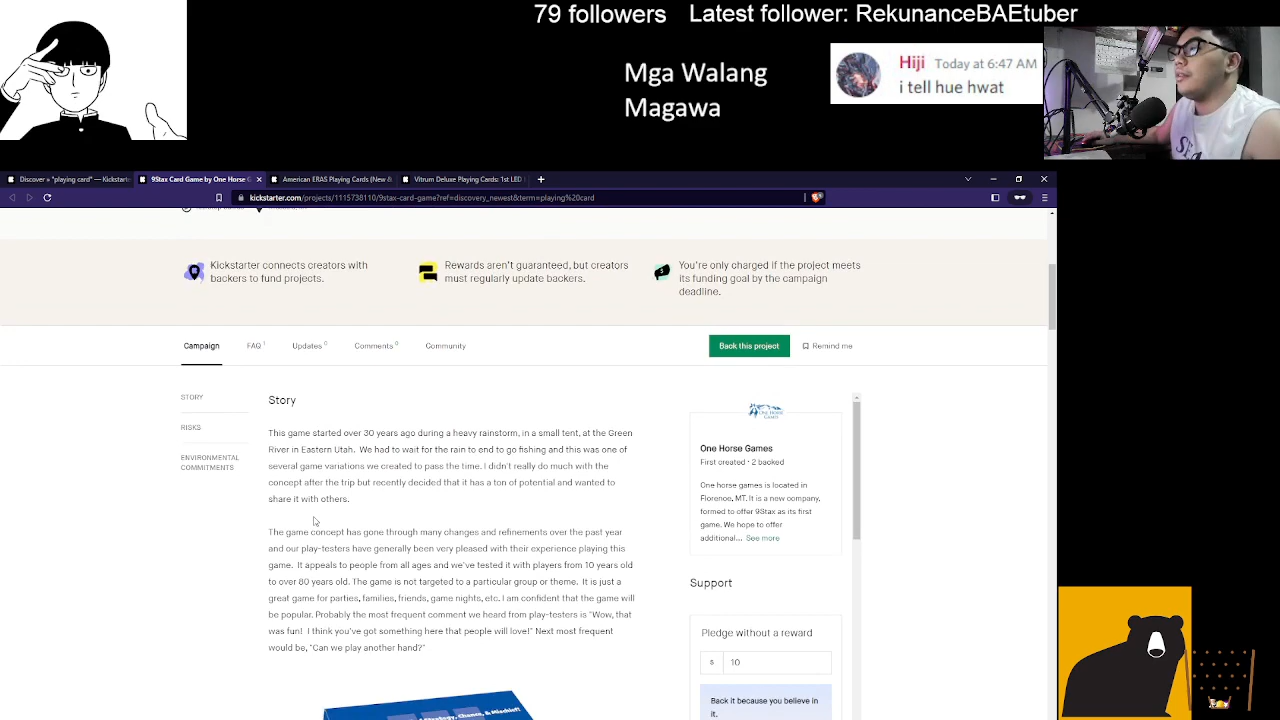 79 followers Latest follower: RekunanceBAEtuber
Mga Walang
Magawa
Hiji Today at 6:47 AM
i tell hue hwat
Discover » "playing card" — Kickstarte
9Stax Card Game by One Horse G
American ERAS Playing Cards (New &
Vitrum Deluxe Playing Cards: 1st LED
kickstarter.com/projects/1115738110/9stax-card-game?ref=discovery_newest&term=playing%20card
Kickstarter connects creators with
backers to fund projects.
Rewards aren't guaranteed, but creators
must regularly update backers.
You're only charged if the project meets
its funding goal by the campaign
deadline.
Campaign
FAQ 1
Updates 0
Comments 0
Community
Back this project
Remind me
STORY
RISKS
ENVIRONMENTAL
COMMITMENTS
Story
This game started over 30 years ago during a heavy rainstorm, in a small tent, at the Green
River in Eastern Utah. We had to wait for the rain to end to go fishing and this was one of
several game variations we created to pass the time. I didn't really do much with the
concept after the trip but recently decided that it has a ton of potential and wanted to
share it with others.
The game concept has gone through many changes and refinements over the past year
and our play-testers have generally been very pleased with their experience playing this
game. It appeals to people from all ages and we've tested it with players from 10 years old
to over 80 years old. The game is not targeted to a particular group or theme. It is just a
great game for parties, families, friends, game nights, etc. I am confident that the game will
be popular. Probably the most frequent comment we heard from play-testers is "Wow, that
was fun! I think you've got something here that people will love!" Next most frequent
would be, "Can we play another hand?"
Strategy, Chance, & Mischief!
ONE HORSE
GAMES
One Horse Games
First created · 2 backed
One horse games is located in
Florence, MT. It is a new company,
formed to offer 9Stax as its first
game. We hope to offer
additional... See more
Support
Pledge without a reward
$ 10
Back it because you believe in
it.